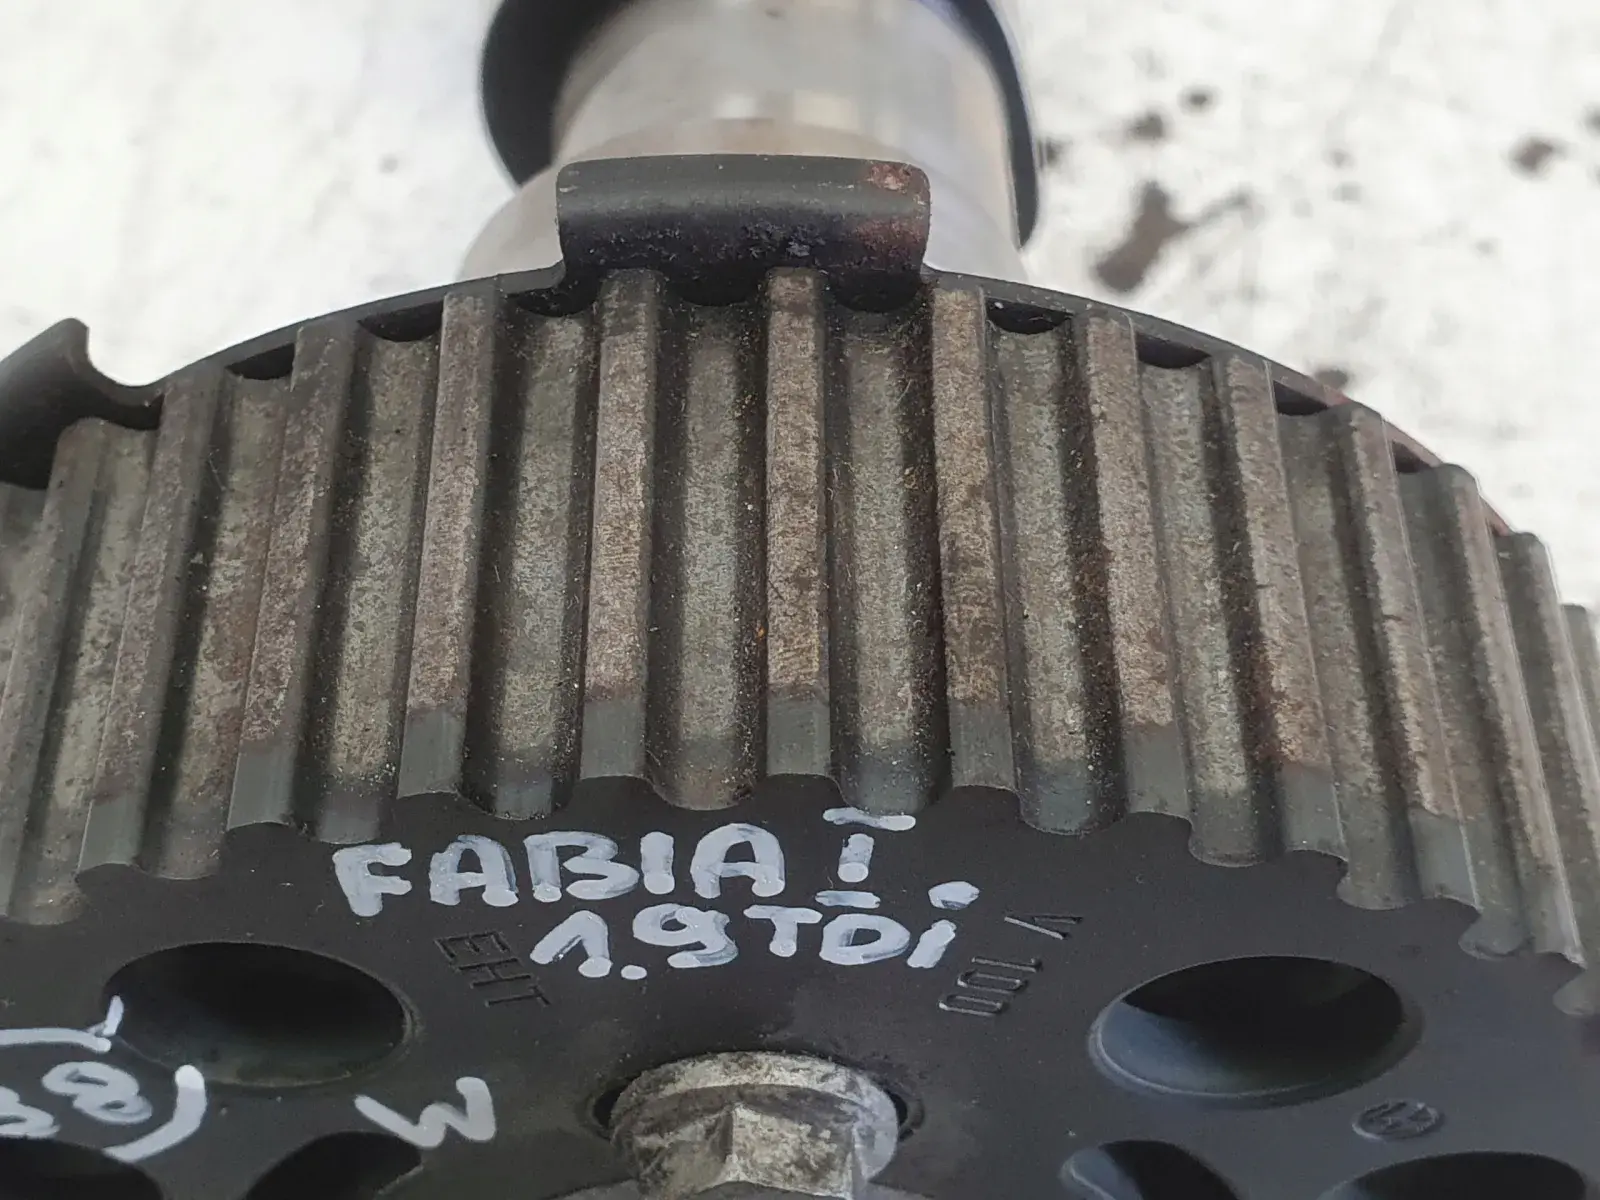 FABIA I.
1.9TDi
EHT
V 100
W